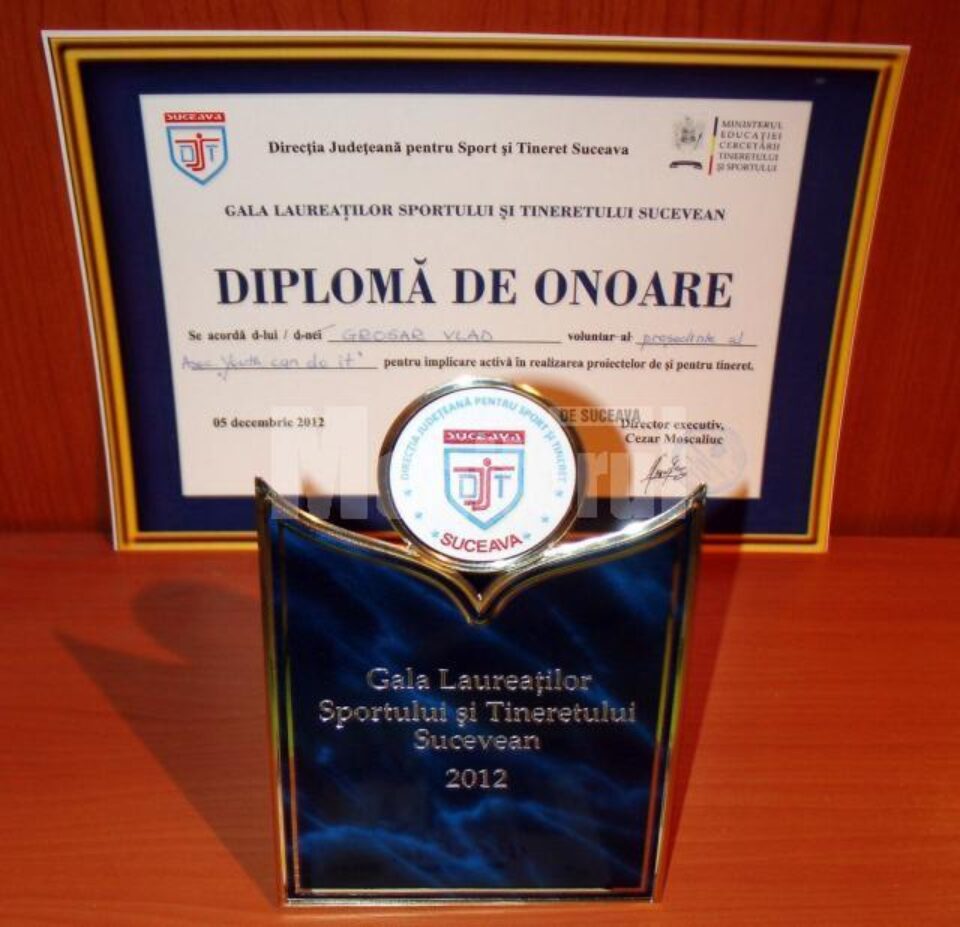 SUCEAVA
DJT
Direcția Județeană pentru Sport și Tineret Suceava
MINISTERUL
EDUCAȚIEI
CERCETĂRII
TINERETULUI
ȘI SPORTULUI
GALA LAUREAȚILOR SPORTULUI ȘI TINERETULUI SUCEVEAN
DIPLOMĂ DE ONOARE
Se acordă d-lui / d-nei GROSAR VLAD voluntar al președinte al
Asoc "Youth can do it" pentru implicare activă în realizarea proiectelor de și pentru tineret.
05 decembrie 2012
DE SUCEAVA
Director executiv,
Cezar Moscaliuc
DIRECȚIA JUDEȚEANĂ PENTRU SPORT ȘI TINERET
SUCEAVA
DJT
SUCEAVA
Gala Laureaților
Sportului și Tineretului
Sucevean
2012